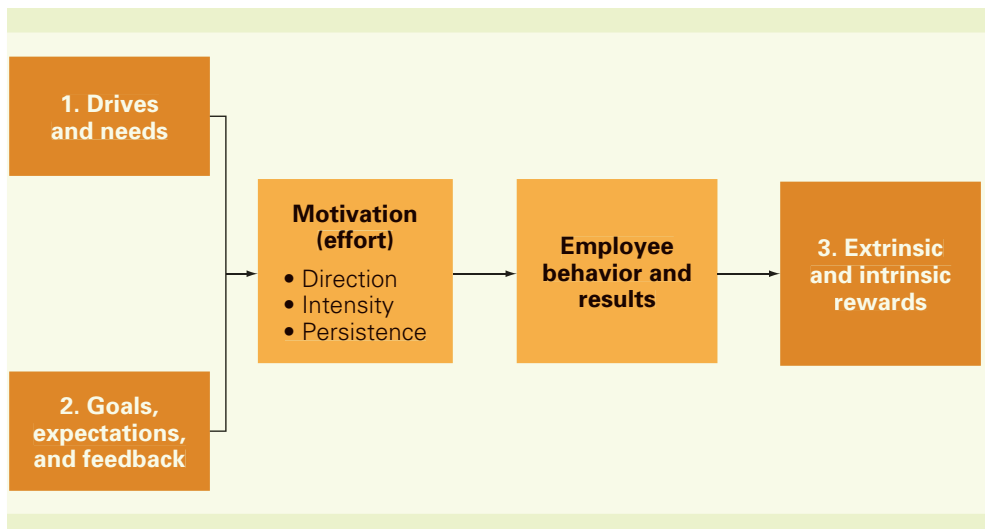 1. Drives
and needs
2. Goals,
expectations,
and feedback
Motivation
(effort)
• Direction
• Intensity
• Persistence
Employee
behavior and
results
3. Extrinsic
and intrinsic
rewards